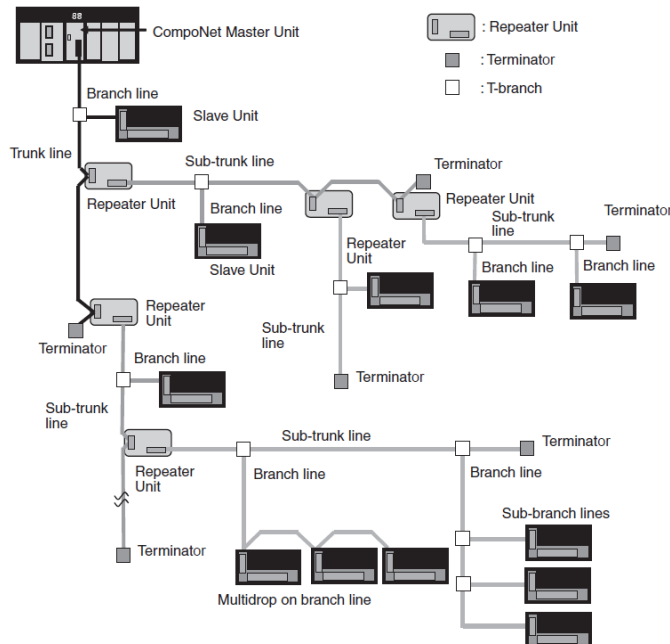 88
CompoNet Master Unit
: Repeater Unit
: Terminator
: T-branch
Branch line
Slave Unit
Trunk line
Sub-trunk line
Terminator
Repeater Unit
Repeater Unit
Branch line
Sub-trunk
line
Terminator
Slave Unit
Repeater
Unit
Branch line
Branch line
Repeater
Unit
Sub-trunk
line
Terminator
Branch line
Terminator
Sub-trunk
line
Sub-trunk line
Terminator
Repeater
Unit
Branch line
Branch line
Sub-branch lines
Terminator
Multidrop on branch line